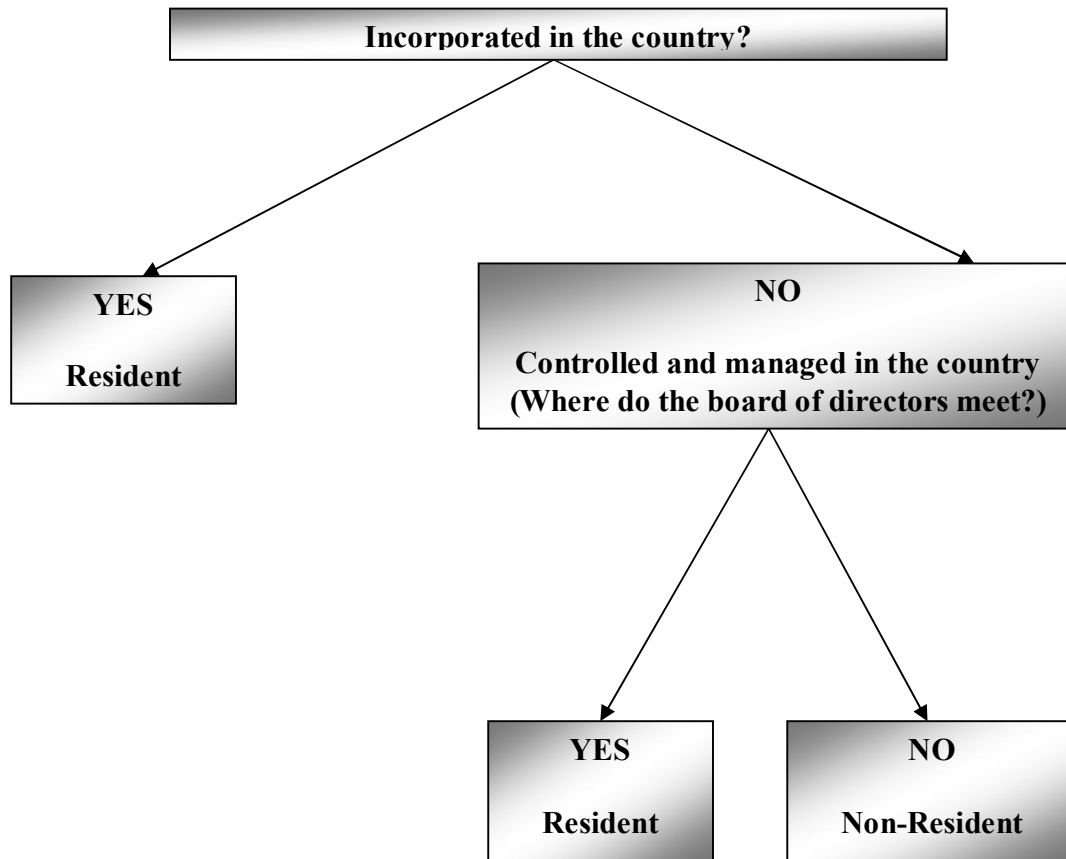 Incorporated in the country?
YES
Resident
NO
Controlled and managed in the country
(Where do the board of directors meet?)
YES
Resident
NO
Non-Resident